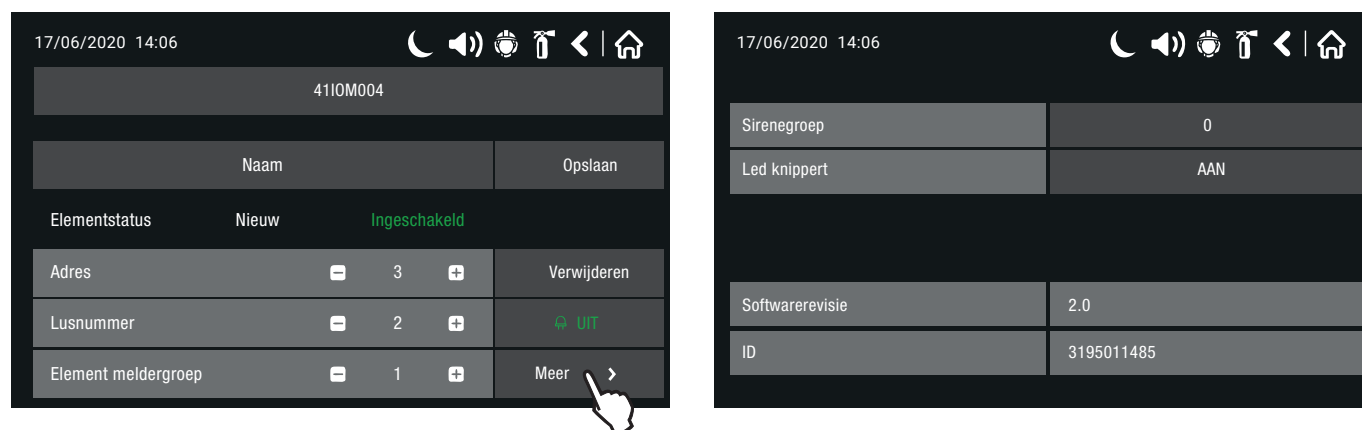 17/06/2020 14:06
41IOM004
Naam Opslaan
Elementstatus Nieuw Ingeschakeld
Adres 3 Verwijderen
Lusnummer 2 UIT
Element meldergroep 1 Meer
17/06/2020 14:06
Sirenegroep 0
Led knippert AAN
Softwarerevisie 2.0
ID 3195011485